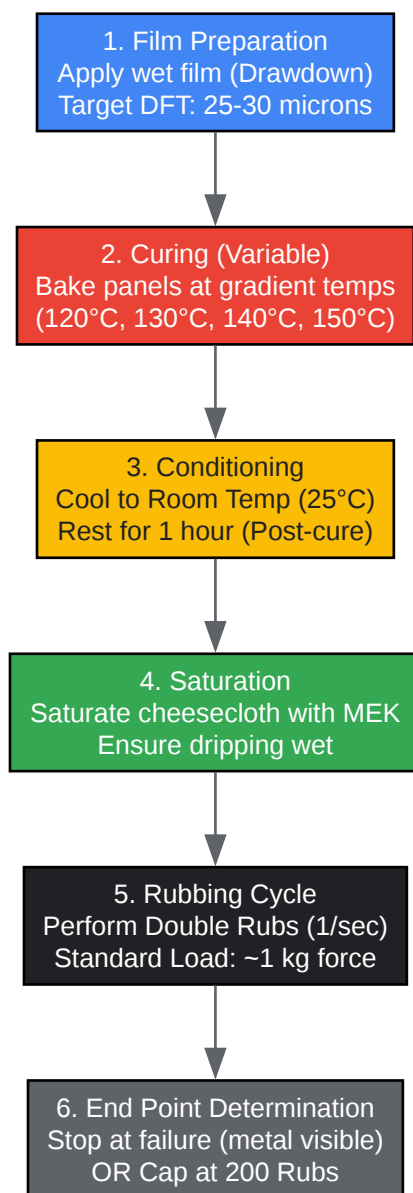 1. Film Preparation
Apply wet film (Drawdown)
Target DFT: 25-30 microns
2. Curing (Variable)
Bake panels at gradient temps
(120°C, 130°C, 140°C, 150°C)
3. Conditioning
Cool to Room Temp (25°C)
Rest for 1 hour (Post-cure)
4. Saturation
Saturate cheesecloth with MEK
Ensure dripping wet
5. Rubbing Cycle
Perform Double Rubs (1/sec)
Standard Load: ~1 kg force
6. End Point Determination
Stop at failure (metal visible)
OR Cap at 200 Rubs